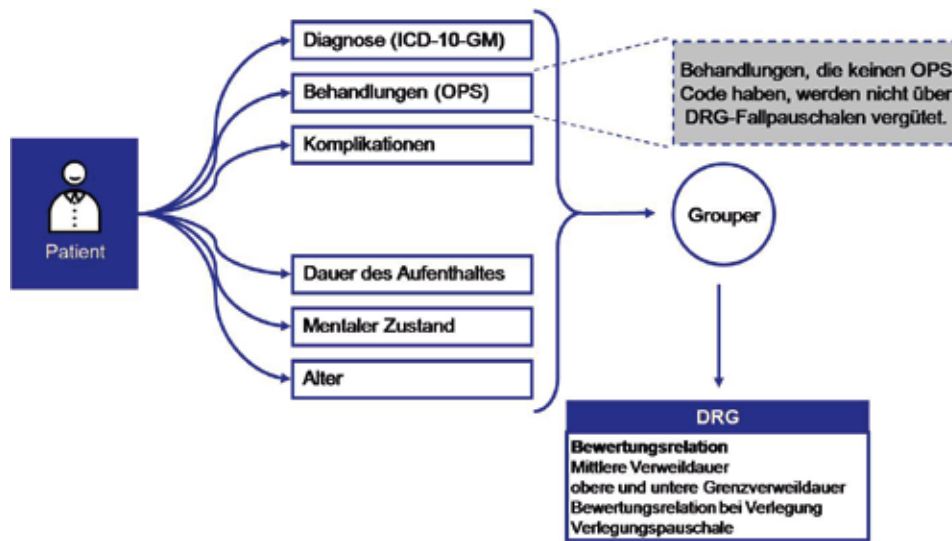 Diagnose (ICD-10-GM)
Behandlungen (OPS)
Komplikationen
Patient
Dauer des Aufenthaltes
Mentaler Zustand
Alter
Behandlungen, die keinen OPS
Code haben, werden nicht über
DRG-Fallpauschalen vergütet.
Grouper
DRG
Bewertungsrelation
Mittlere Verweildauer
obere und untere Grenzverweildauer
Bewertungsrelation bei Verlegung
Verlegungspauschale